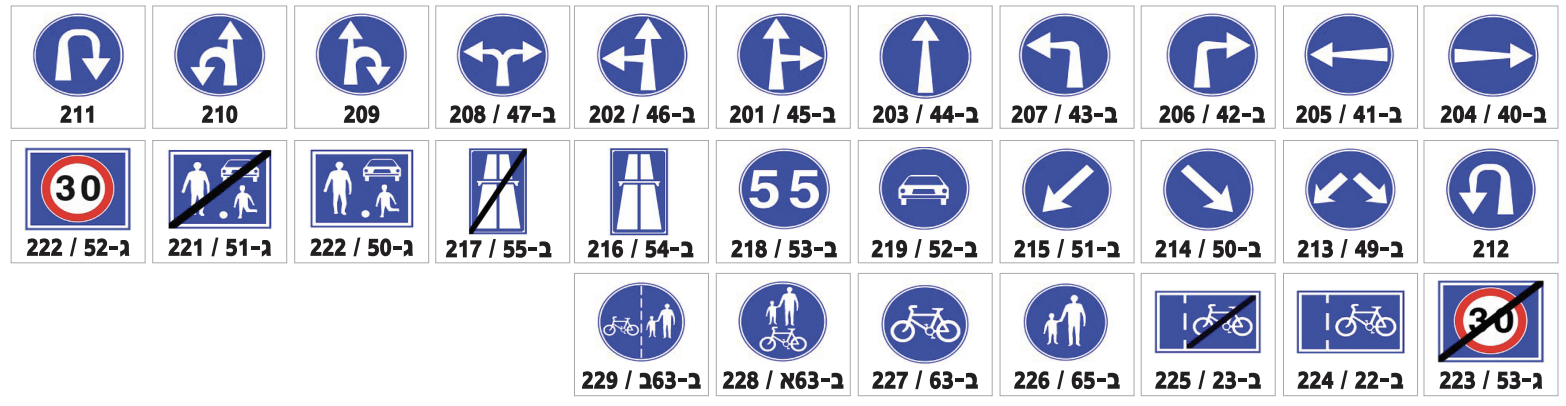 ב-40 / 204
ב-41 / 205
ב-42 / 206
ב-43 / 207
ב-44 / 203
ב-45 / 201
ב-46 / 202
ב-47 / 208
209
210
211
212
ב-49 / 213
ב-50 / 214
ב-51 / 215
ב-52 / 219
55
ב-53 / 218
ב-54 / 216
ב-55 / 217
ג-50 / 222
ג-51 / 221
30
ג-52 / 222
30
ג-53 / 223
ב-22 / 224
ב-23 / 225
ב-65 / 226
ב-63 / 227
ב-63א / 228
ב-63ב / 229